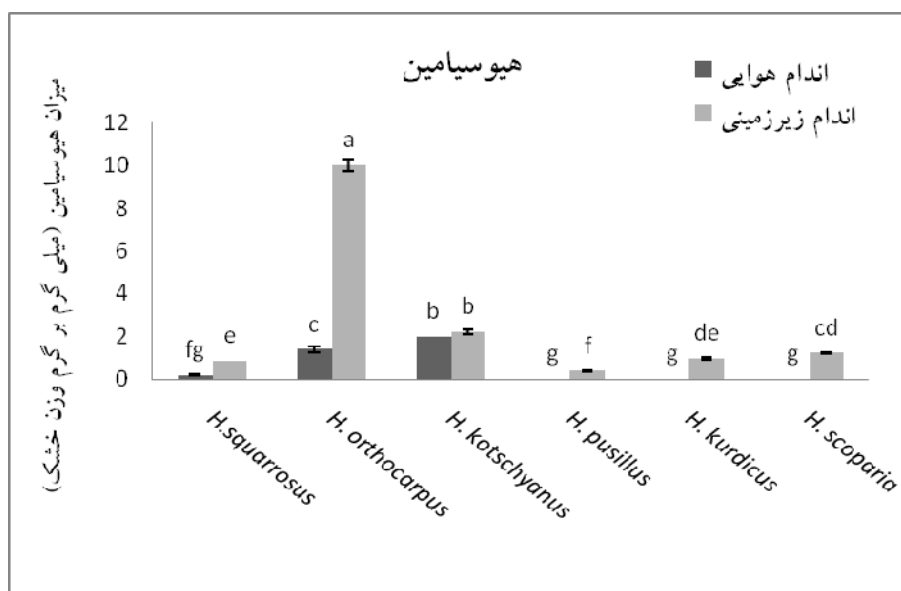 هیوسیامین
اندام هوایی
اندام زیرزمینی
میزان هیوسیامین (میلی گرم بر گرم وزن خشک)
12
10
8
6
4
2
0
fg e
c a
b b
g f
g de
g cd
H.squarrosus
H. orthocarpus
H. kotschyanus
H. pusillus
H. kurdicus
H. scoparia